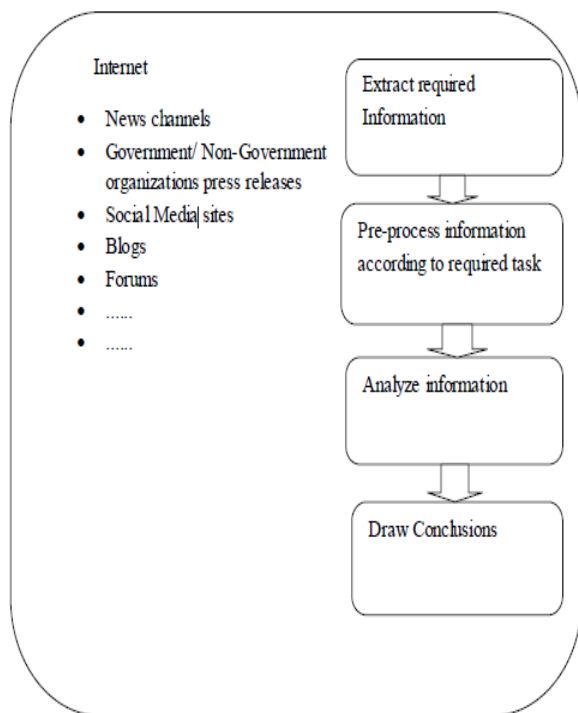 Internet
• News channels
• Government/ Non-Government
organizations press releases
• Social Media sites
• Blogs
• Forums
• ......
• ......
Extract required
Information
Pre-process information
according to required task
Analyze information
Draw Conclusions